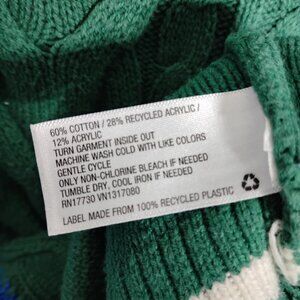 60% COTTON / 28% RECYCLED ACRYLIC /
12% ACRYLIC
TURN GARMENT INSIDE OUT
MACHINE WASH COLD WITH LIKE COLORS
GENTLE CYCLE
ONLY NON-CHLORINE BLEACH IF NEEDED
TUMBLE DRY, COOL IRON IF NEEDED
RN17730 VN1317080
LABEL MADE FROM 100% RECYCLED PLASTIC